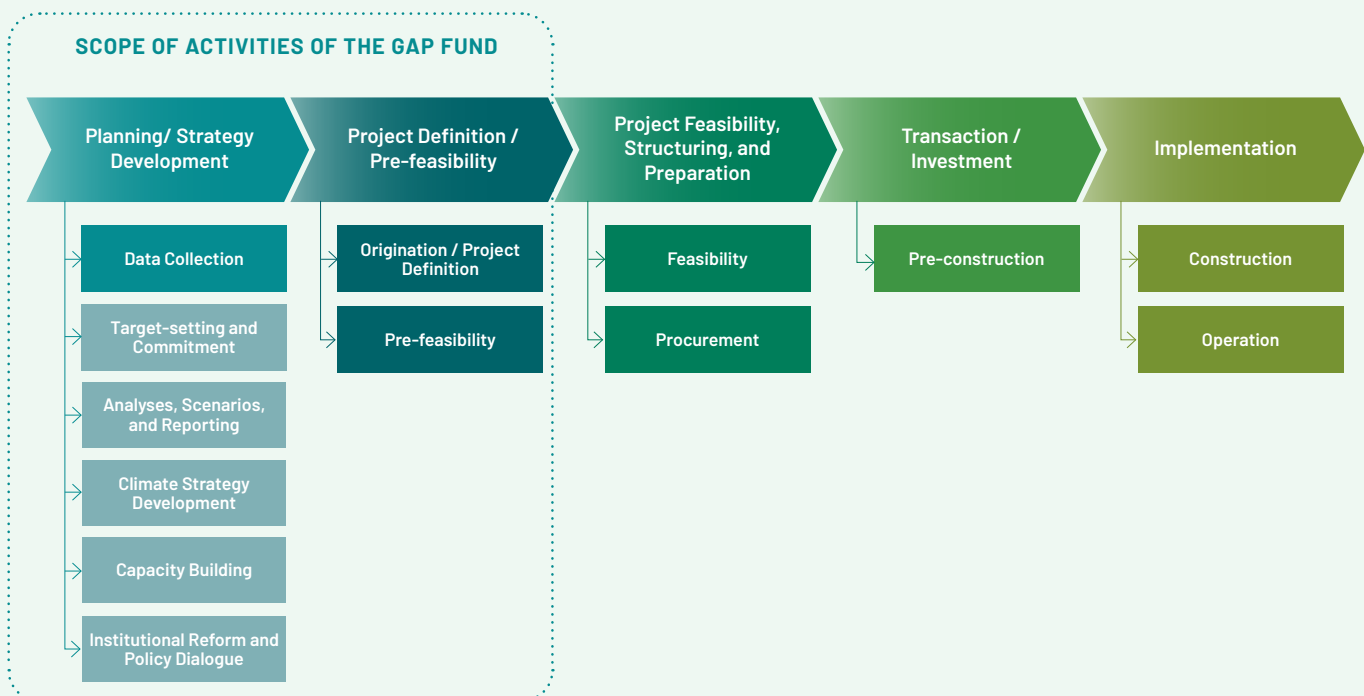 SCOPE OF ACTIVITIES OF THE GAP FUND
Planning/ Strategy
Development
Project Definition /
Pre-feasibility
Project Feasibility,
Structuring, and
Preparation
Transaction /
Investment
Implementation
Data Collection
Target-setting and
Commitment
Analyses, Scenarios,
and Reporting
Climate Strategy
Development
Capacity Building
Institutional Reform and
Policy Dialogue
Origination / Project
Definition
Pre-feasibility
Feasibility
Procurement
Pre-construction
Construction
Operation